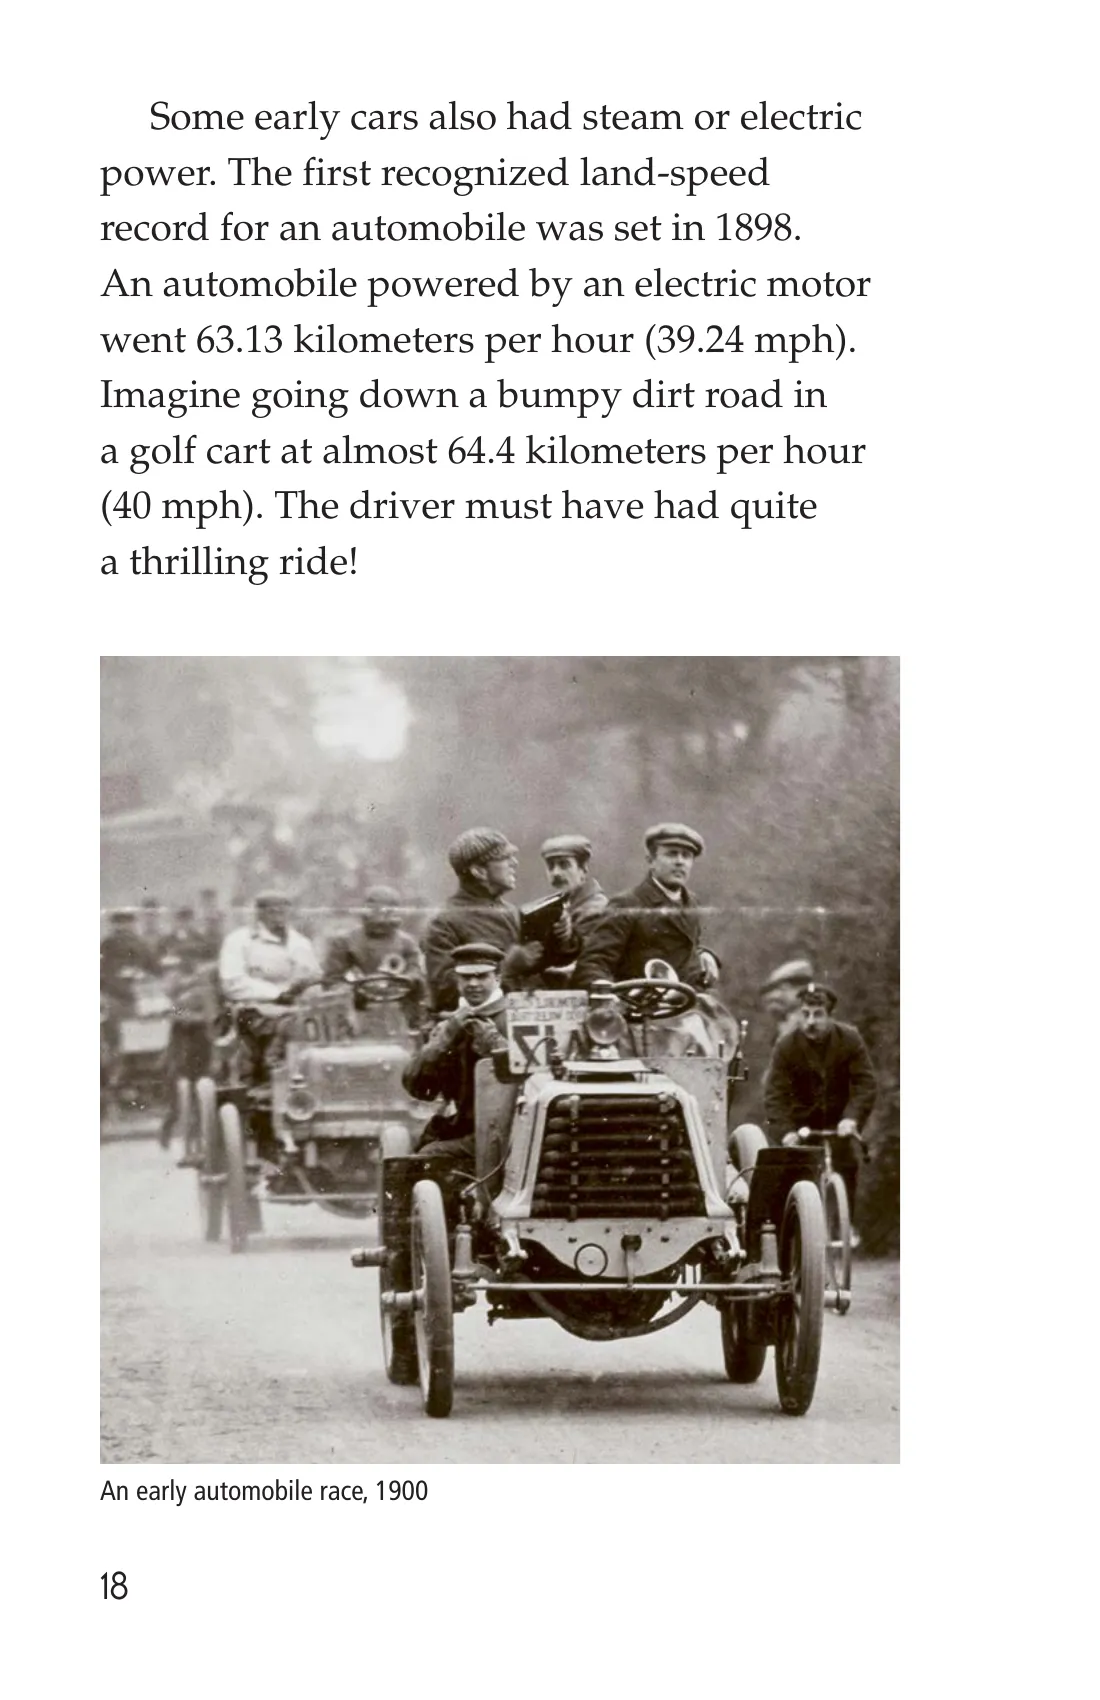 Some early cars also had steam or electric
power. The first recognized land-speed
record for an automobile was set in 1898.
An automobile powered by an electric motor
went 63.13 kilometers per hour (39.24 mph).
Imagine going down a bumpy dirt road in
a golf cart at almost 64.4 kilometers per hour
(40 mph). The driver must have had quite
a thrilling ride!
An early automobile race, 1900
18